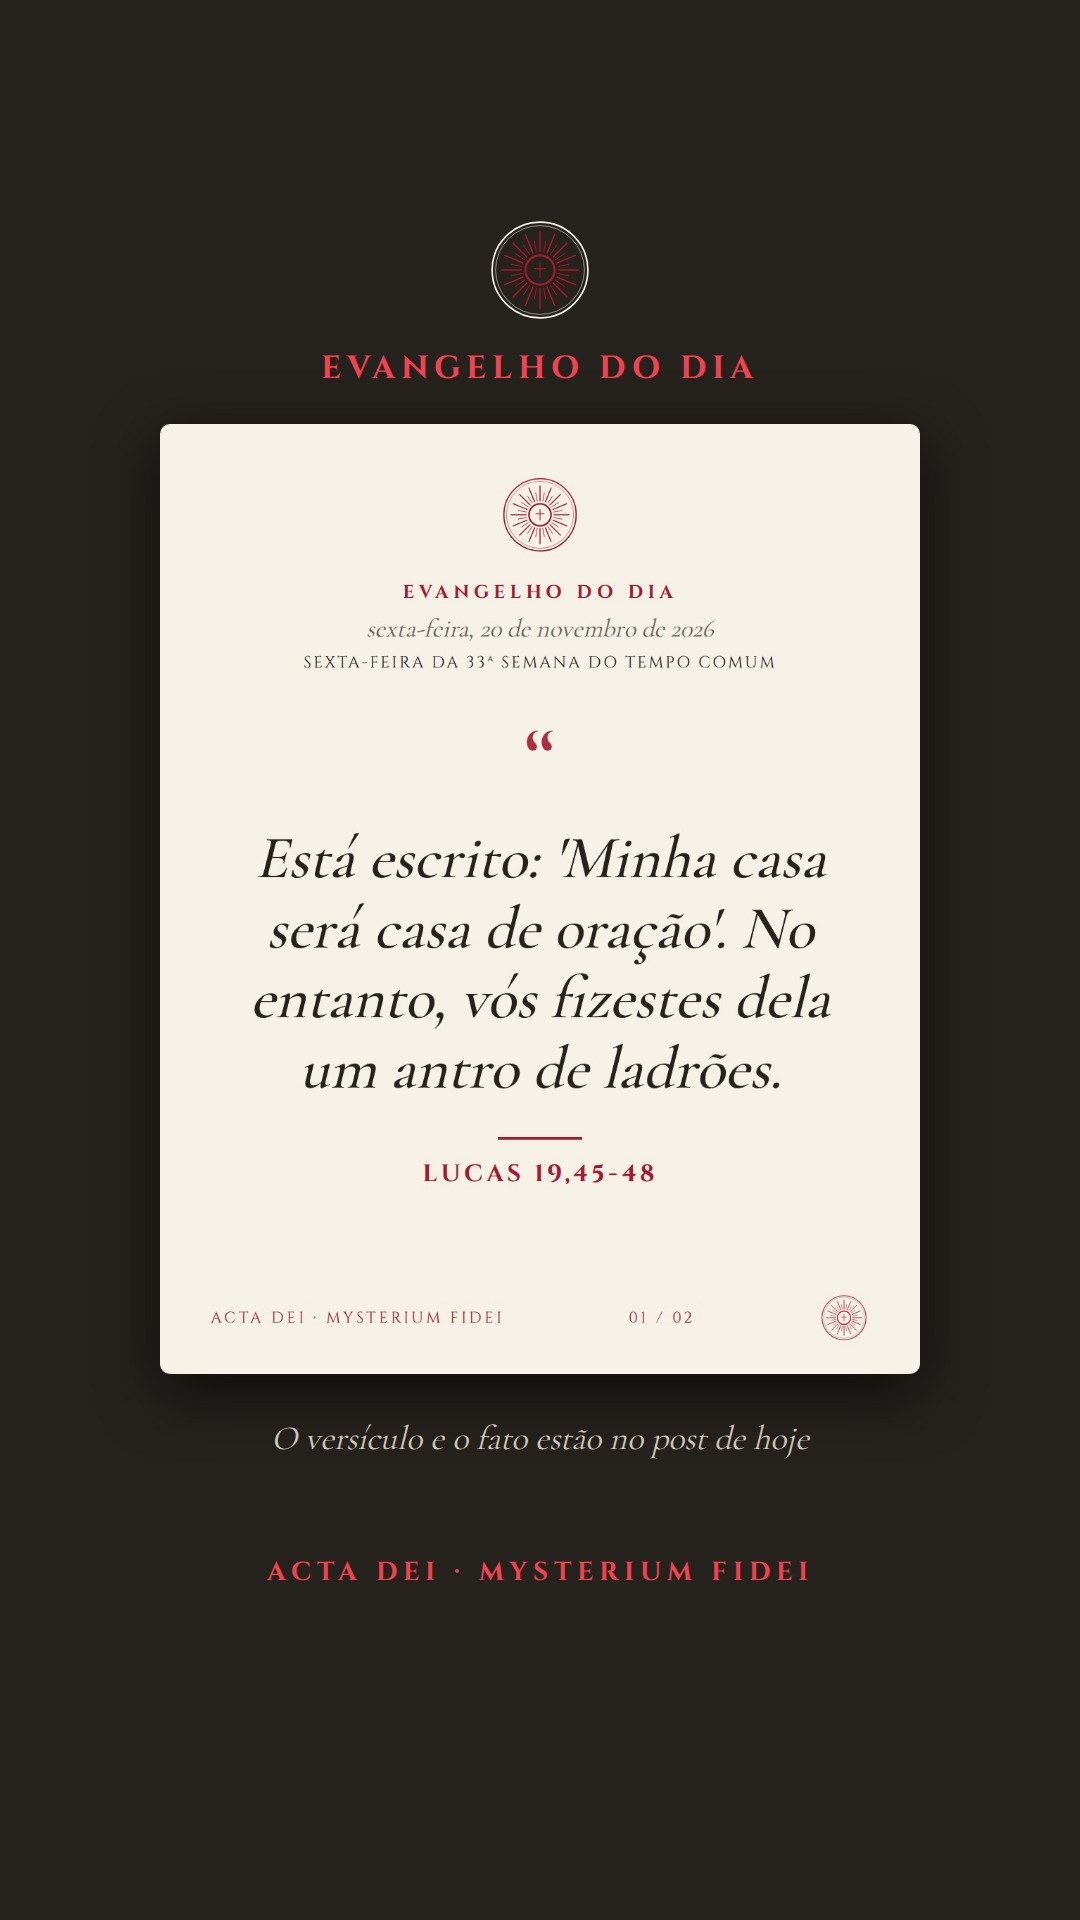 EVANGELHO DO DIA
EVANGELHO DO DIA
sexta-feira, 20 de novembro de 2026
SEXTA-FEIRA DA 33ª SEMANA DO TEMPO COMUM
“
Está escrito: 'Minha casa
será casa de oração'. No
entanto, vós fizestes dela
um antro de ladrões.
LUCAS 19,45-48
ACTA DEI · MYSTERIUM FIDEI 01 / 02
O versículo e o fato estão no post de hoje
ACTA DEI · MYSTERIUM FIDEI